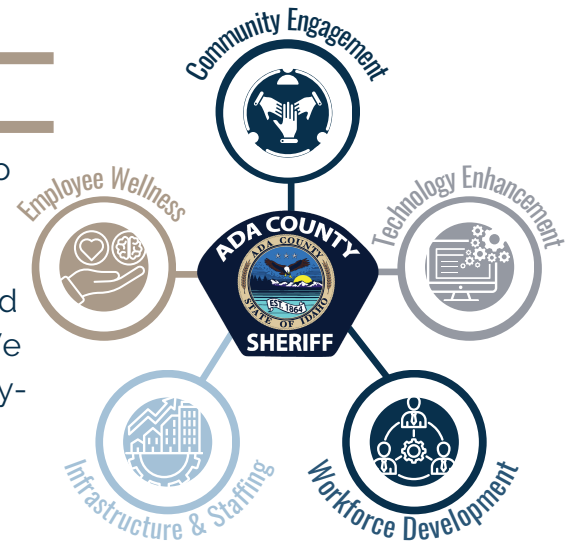 Community Engagement
Employee Wellness
Technology Enhancement
ADA COUNTY
ADA COUNTY
EST. 1864
STATE OF IDAHO
SHERIFF
Infrastructure & Staffing
Workforce Development